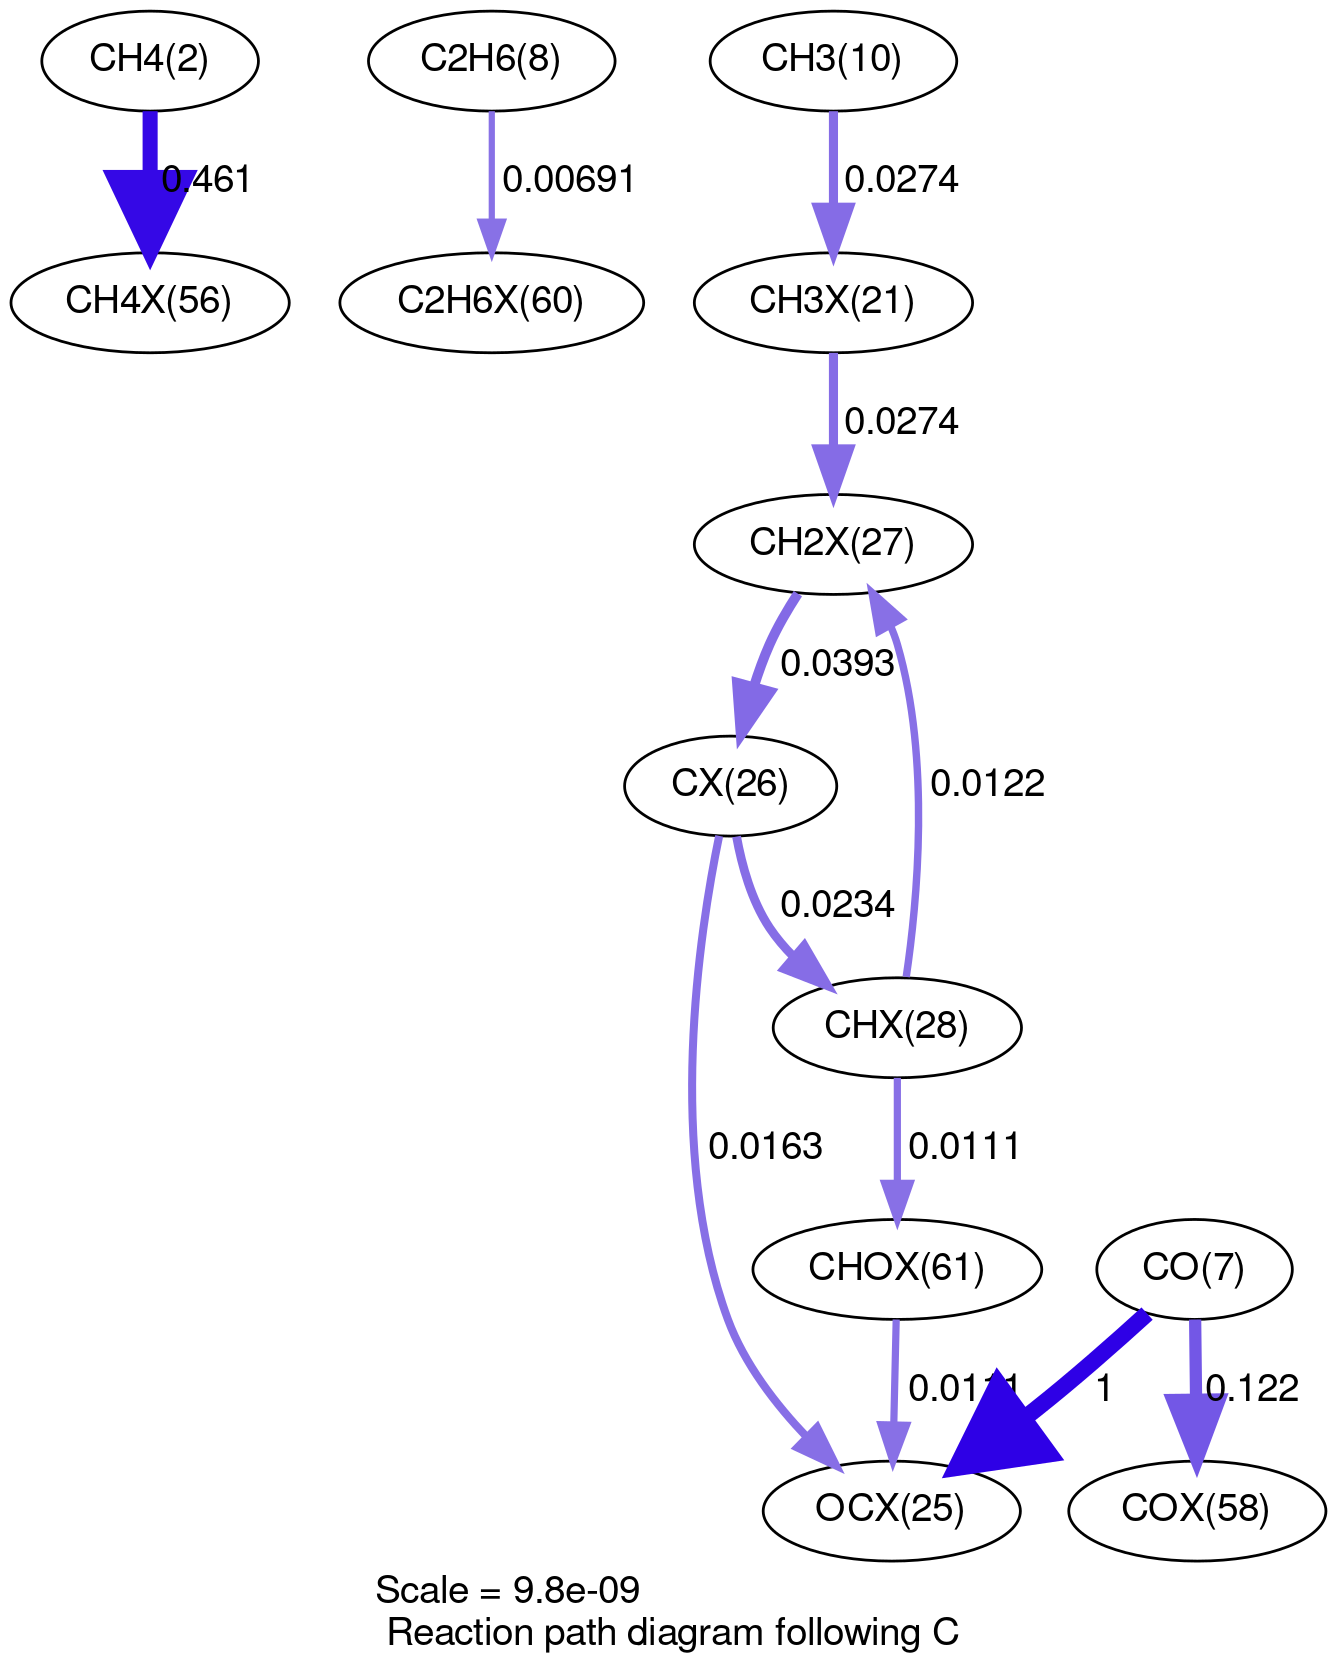 CH4(2)
C2H6(8)
CH3(10)
0.461
0.00691
0.0274
CH4X(56)
C2H6X(60)
CH3X(21)
0.0274
CH2X(27)
0.0393
CX(26)
0.0122
0.0234
CHX(28)
0.0163
0.0111
CHOX(61)
CO(7)
0.0111
1
0.122
OCX(25)
COX(58)
Scale = 9.8e-09
Reaction path diagram following C